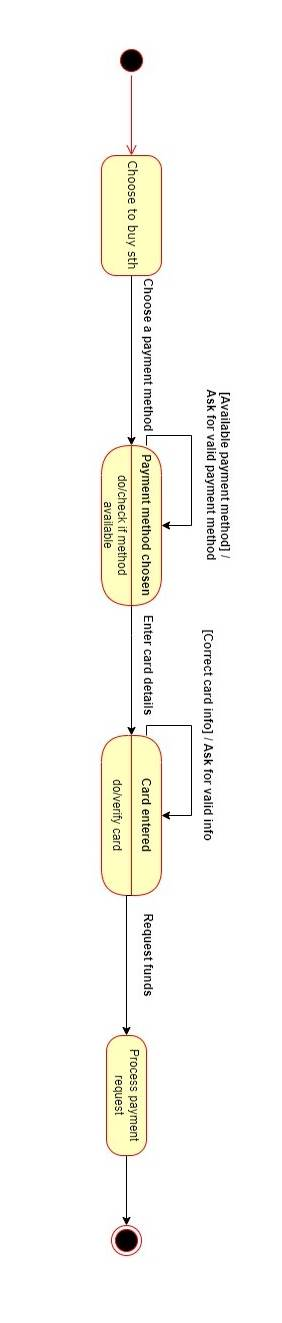 Choose to buy sth
Choose a payment method
[Available payment method] /
Ask for valid payment method
Payment method chosen
do/check if method
available
Enter card details
[Correct card info] / Ask for valid info
Card entered
do/verify card
Request funds
Process payment
request